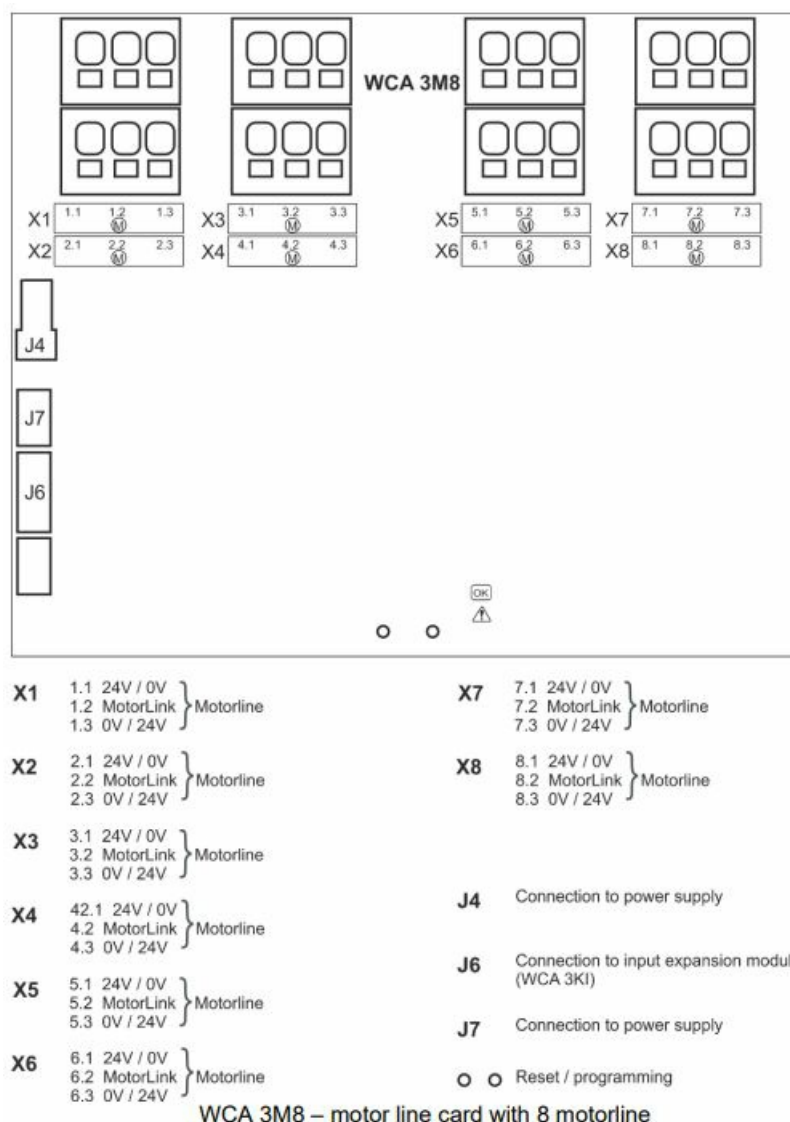 WCA 3M8
X1 1.1 1.2 1.3
M
X3 3.1 3.2 3.3
M
X5 5.1 5.2 5.3
M
X7 7.1 7.2 7.3
M
X2 2.1 2.2 2.3
M
X4 4.1 4.2 4.3
M
X6 6.1 6.2 6.3
M
X8 8.1 8.2 8.3
M
J4
J7
J6
OK
X1
1.1 24V / 0V
1.2 MotorLink
1.3 0V / 24V
Motorline
X2
2.1 24V / 0V
2.2 MotorLink
2.3 0V / 24V
Motorline
X3
3.1 24V / 0V
3.2 MotorLink
3.3 0V / 24V
Motorline
X4
42.1 24V / 0V
4.2 MotorLink
4.3 0V / 24V
Motorline
X5
5.1 24V / 0V
5.2 MotorLink
5.3 0V / 24V
Motorline
X6
6.1 24V / 0V
6.2 MotorLink
6.3 0V / 24V
Motorline
X7
7.1 24V / 0V
7.2 MotorLink
7.3 0V / 24V
Motorline
X8
8.1 24V / 0V
8.2 MotorLink
8.3 0V / 24V
Motorline
J4 Connection to power supply
J6 Connection to input expansion modul
(WCA 3KI)
J7 Connection to power supply
Reset / programming
WCA 3M8 – motor line card with 8 motorline